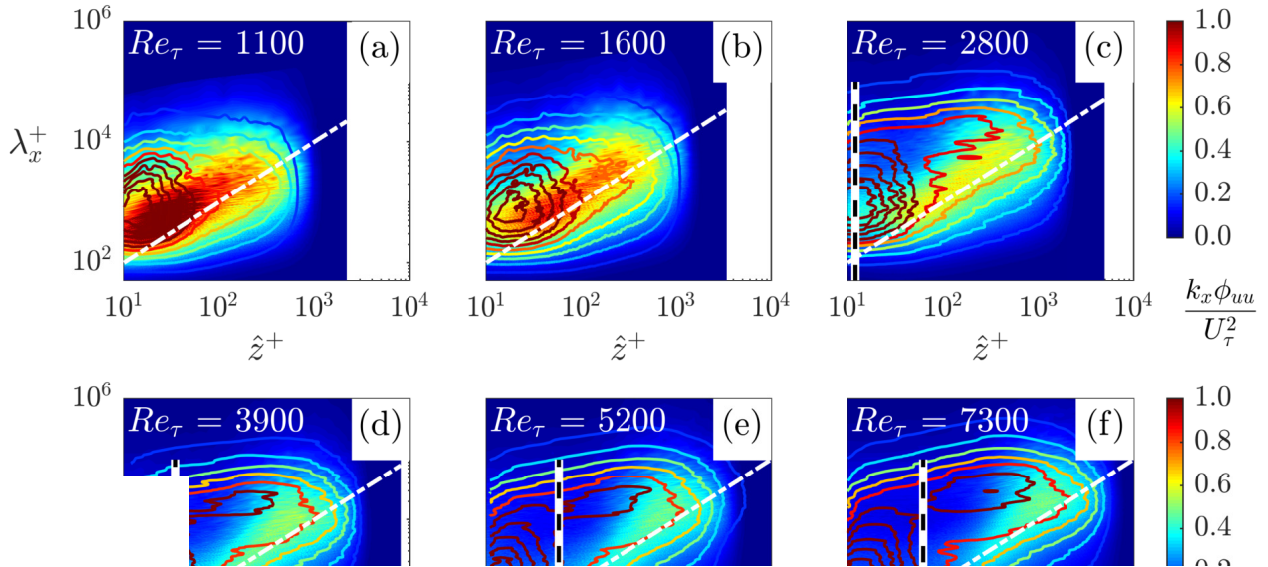 10^6
10^4
10^2
λ_x^+
Re_τ = 1100
(a)
Re_τ = 1600
(b)
Re_τ = 2800
(c)
1.0
0.8
0.6
0.4
0.2
0.0
10^1 10^2 10^3 10^4
10^1 10^2 10^3 10^4
10^1 10^2 10^3 10^4
ẑ^+
ẑ^+
ẑ^+
k_xϕ_{uu}
U_τ^2
10^6
Re_τ = 3900
(d)
Re_τ = 5200
(e)
Re_τ = 7300
(f)
1.0
0.8
0.6
0.4